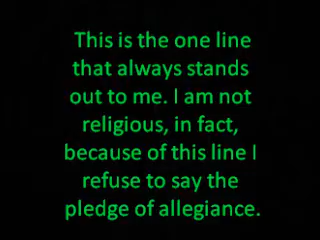 This is the one line
that always stands
out to me. I am not
religious, in fact,
because of this line I
refuse to say the
pledge of allegiance.